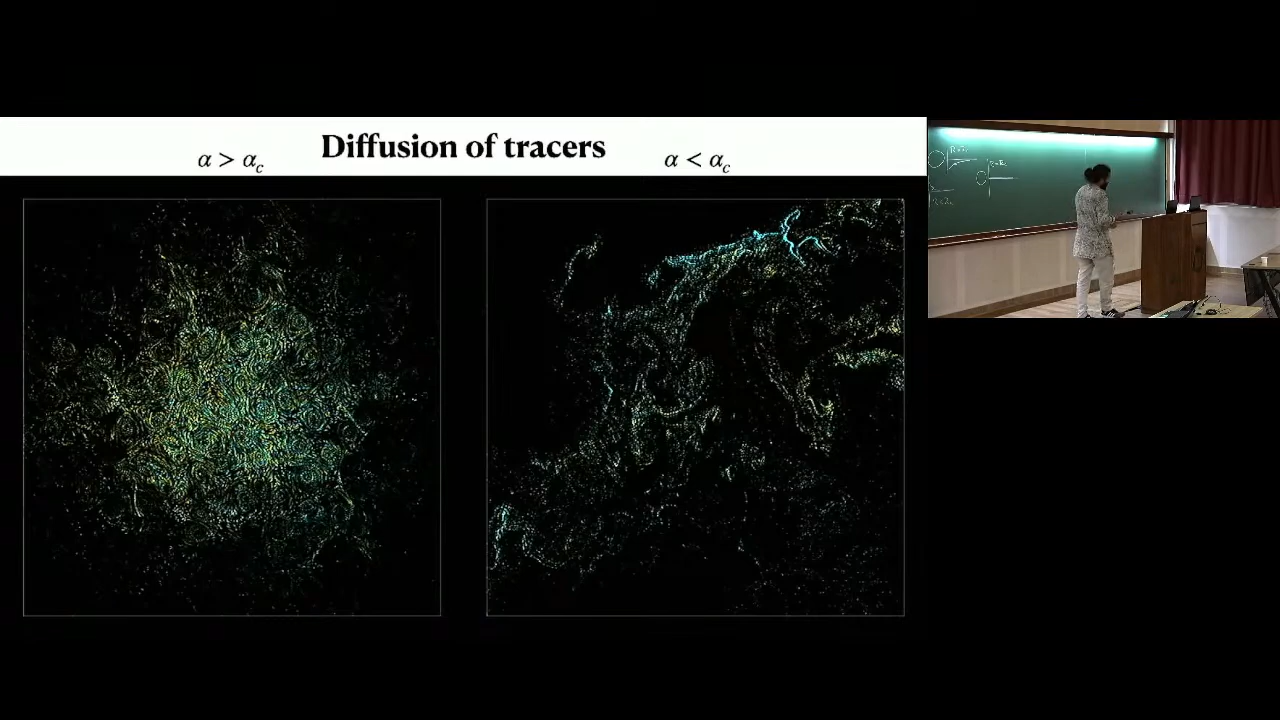 Diffusion of tracers
α > α_c
α < α_c